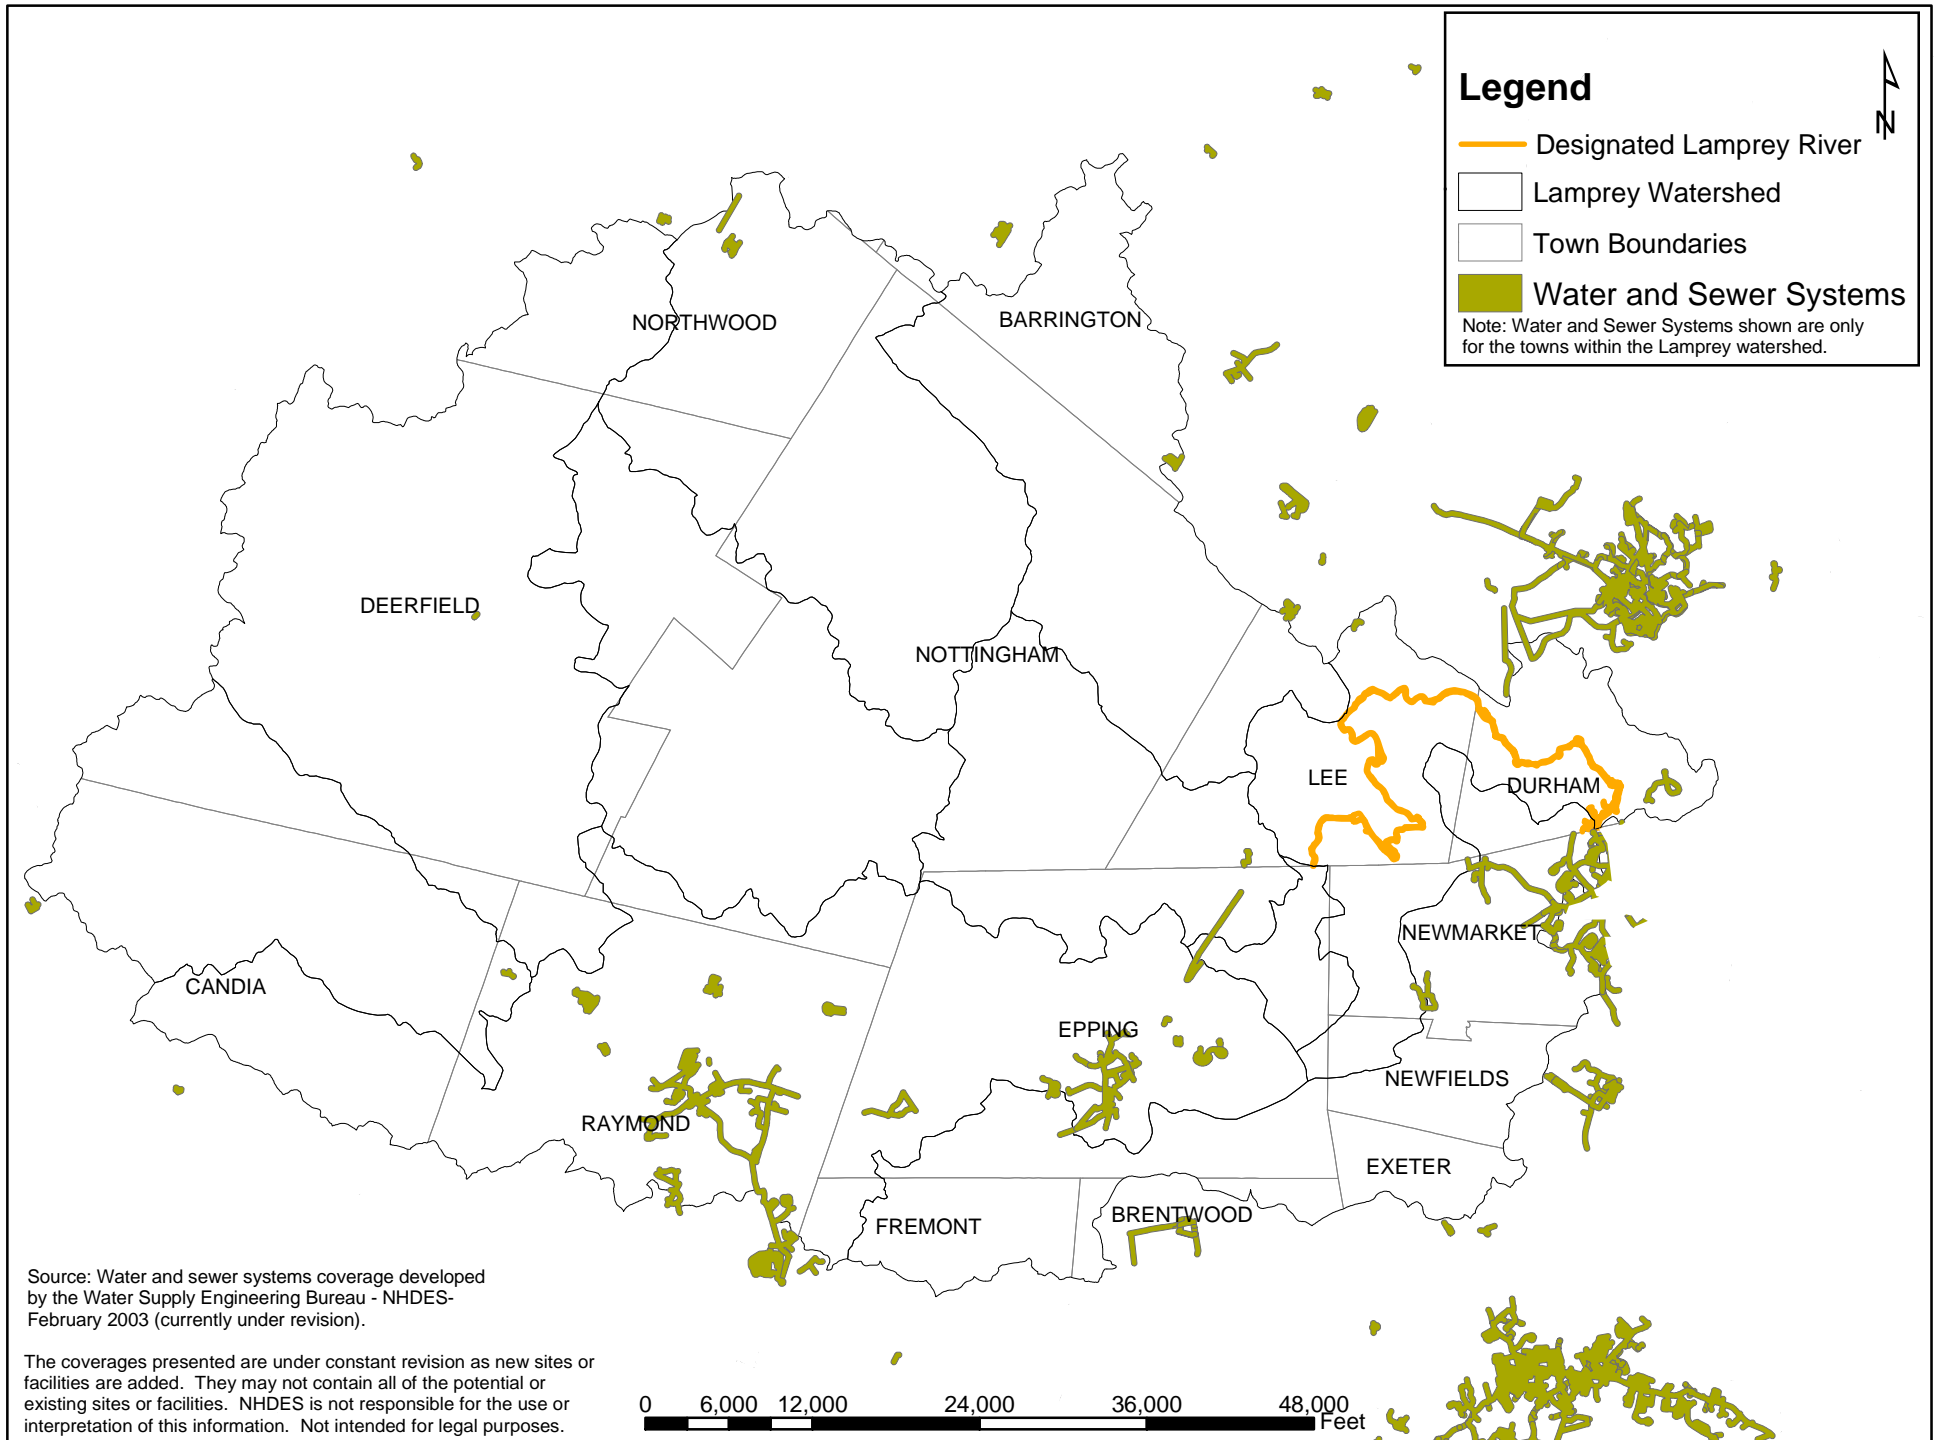 Legend
N
Designated Lamprey River
Lamprey Watershed
Town Boundaries
Water and Sewer Systems
Note: Water and Sewer Systems shown are only
for the towns within the Lamprey watershed.
NORTHWOOD
BARRINGTON
DEERFIELD
NOTTINGHAM
LEE
DURHAM
NEWMARKET
CANDIA
EPPING
NEWFIELDS
RAYMOND
EXETER
FREMONT
BRENTWOOD
Source: Water and sewer systems coverage developed
by the Water Supply Engineering Bureau - NHDES-
February 2003 (currently under revision).
The coverages presented are under constant revision as new sites or
facilities are added. They may not contain all of the potential or
existing sites or facilities. NHDES is not responsible for the use or
interpretation of this information. Not intended for legal purposes.
0 6,000 12,000 24,000 36,000 48,000
Feet